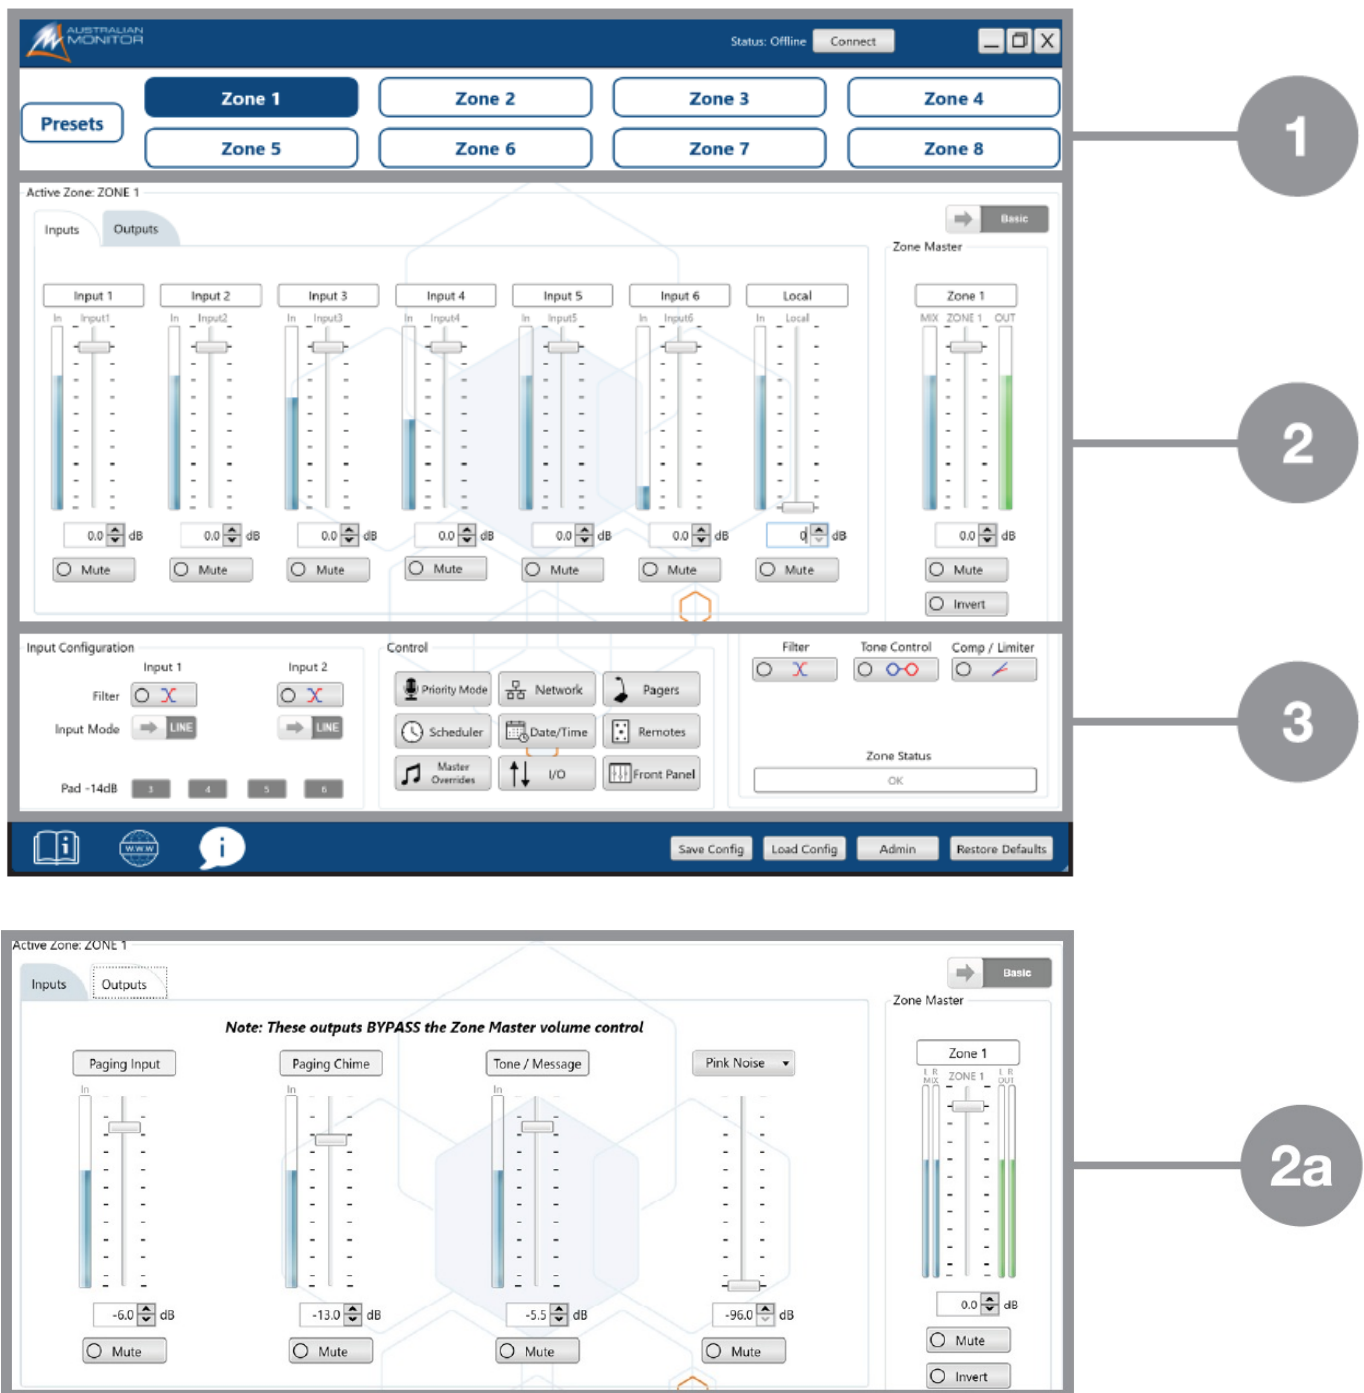 AUSTRALIAN
MONITOR
Status: Offline
Connect
X
Presets
Zone 1
Zone 2
Zone 3
Zone 4
Zone 5
Zone 6
Zone 7
Zone 8
1
Active Zone: ZONE 1
Inputs
Outputs
Basic
Zone Master
Input 1
Input 2
Input 3
Input 4
Input 5
Input 6
Local
Zone 1
In Input1
In Input2
In Input3
In Input4
In Input5
In Input6
In Local
MIX ZONE 1 OUT
0.0 dB
0.0 dB
0.0 dB
0.0 dB
0.0 dB
0.0 dB
0 dB
0.0 dB
Mute
Mute
Mute
Mute
Mute
Mute
Mute
Mute
Invert
2
Input Configuration
Input 1
Input 2
Filter
Input Mode
LINE
LINE
Pad -14dB
3
4
5
6
Control
Priority Mode
Network
Pagers
Scheduler
Date/Time
Remotes
Master
Overrides
I/O
Front Panel
Filter
Tone Control
Comp / Limiter
Zone Status
OK
3
i
WWW
i
Save Config
Load Config
Admin
Restore Defaults
Active Zone: ZONE 1
Inputs
Outputs
Basic
Zone Master
Note: These outputs BYPASS the Zone Master volume control
Paging Input
Paging Chime
Tone / Message
Pink Noise
Zone 1
In
In
In
L R
MIX
ZONE 1
L R
OUT
-6.0 dB
-13.0 dB
-5.5 dB
-96.0 dB
0.0 dB
Mute
Mute
Mute
Mute
Mute
Invert
2a